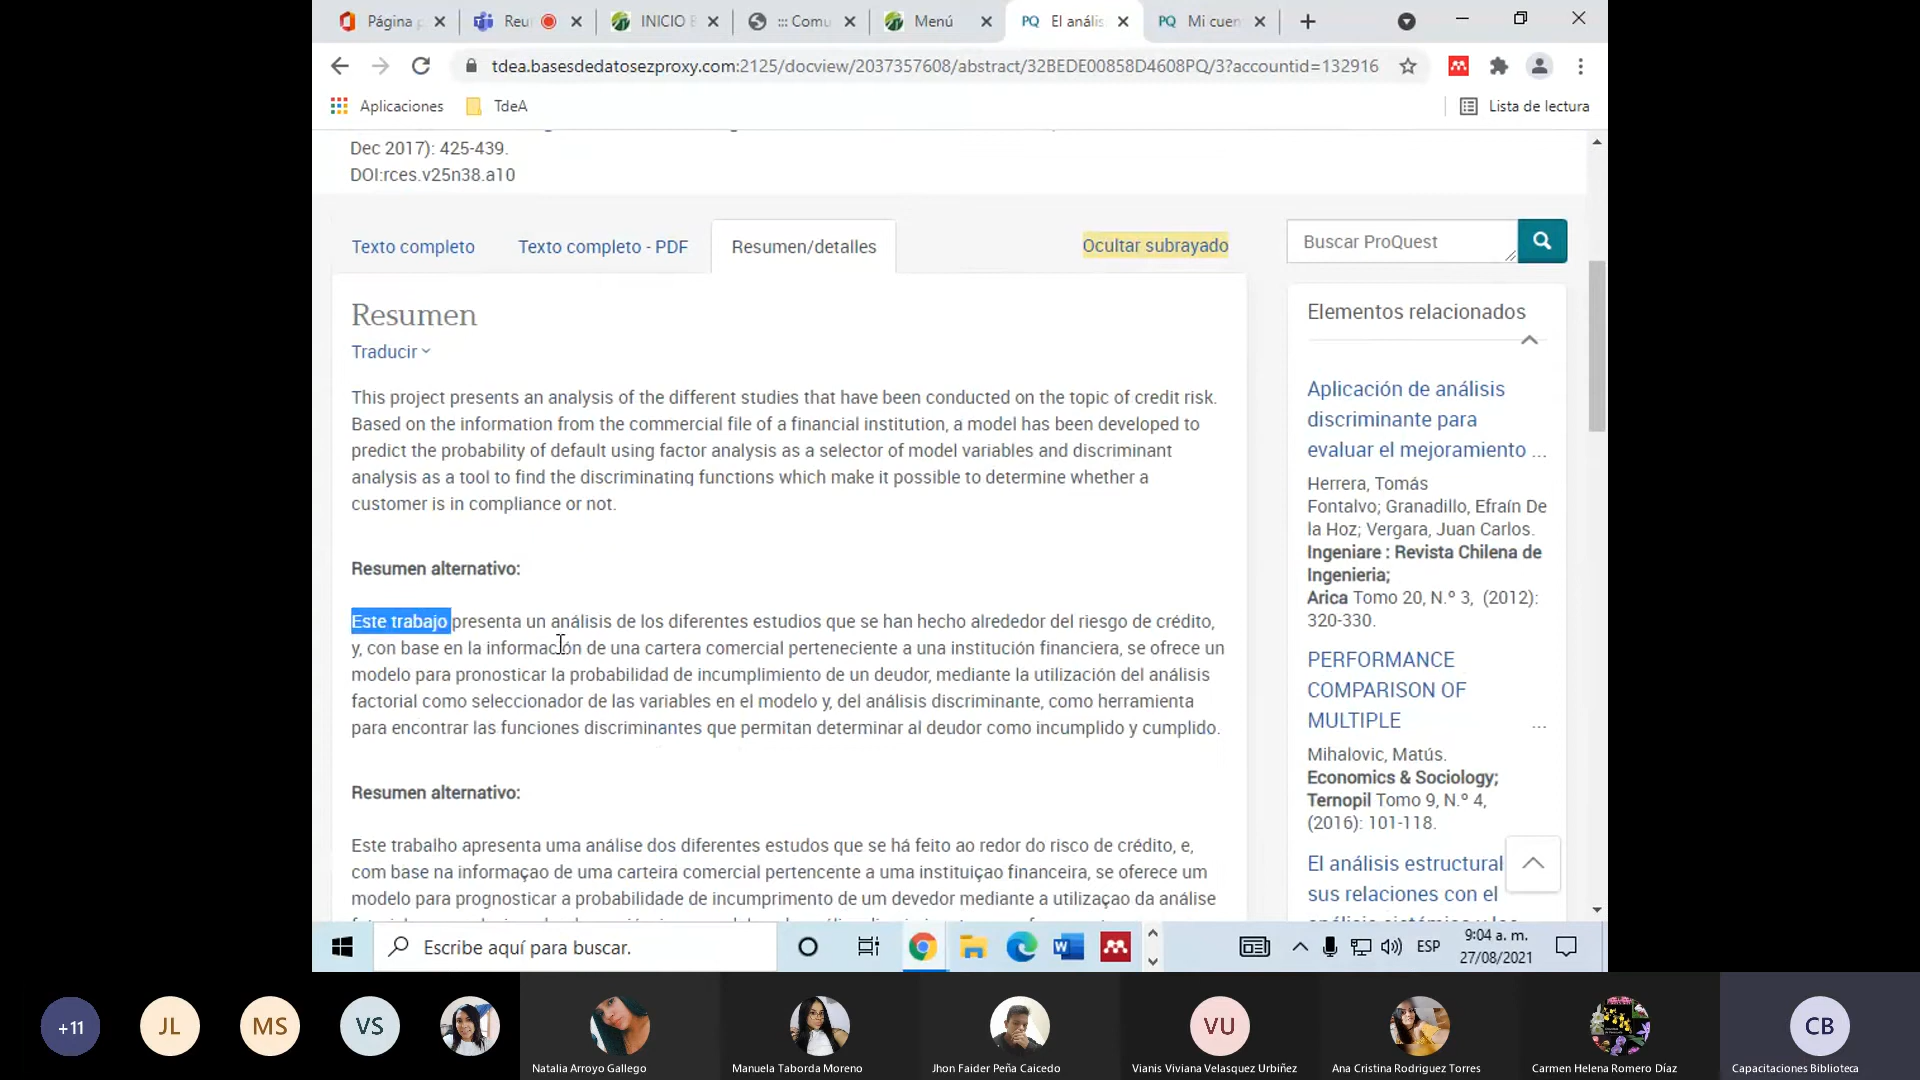 Página p
Reu
INICIO B
::: Comu
Menú
PQ El anális
PQ Mi cuen
tdea.basesdedatosezproxy.com:2125/docview/2037357608/abstract/32BEDE00858D4608PQ/3?accountid=132916
Aplicaciones
TdeA
Lista de lectura
Dec 2017): 425-439.
DOI:rces.v25n38.a10
Texto completo
Texto completo - PDF
Resumen/detalles
Ocultar subrayado
Buscar ProQuest
Resumen
Traducir
This project presents an analysis of the different studies that have been conducted on the topic of credit risk.
Based on the information from the commercial file of a financial institution, a model has been developed to
predict the probability of default using factor analysis as a selector of model variables and discriminant
analysis as a tool to find the discriminating functions which make it possible to determine whether a
customer is in compliance or not.
Resumen alternativo:
Este trabajo presenta un análisis de los diferentes estudios que se han hecho alrededor del riesgo de crédito,
y, con base en la información de una cartera comercial perteneciente a una institución financiera, se ofrece un
modelo para pronosticar la probabilidad de incumplimiento de un deudor, mediante la utilización del análisis
factorial como seleccionador de las variables en el modelo y, del análisis discriminante, como herramienta
para encontrar las funciones discriminantes que permitan determinar al deudor como incumplido y cumplido.
Resumen alternativo:
Este trabalho apresenta uma análise dos diferentes estudos que se há feito ao redor do risco de crédito, e,
com base na informaçao de uma carteira comercial pertencente a uma instituiçao financeira, se oferece um
modelo para prognosticar a probabilidade de incumprimento de um devedor mediante a utilizaçao da análise
Elementos relacionados
Aplicación de análisis
discriminante para
evaluar el mejoramiento ...
Herrera, Tomás
Fontalvo; Granadillo, Efraín De
la Hoz; Vergara, Juan Carlos.
Ingeniare : Revista Chilena de
Ingenieria;
Arica Tomo 20, N.º 3, (2012):
320-330.
PERFORMANCE
COMPARISON OF
MULTIPLE ...
Mihalovic, Matús.
Economics & Sociology;
Ternopil Tomo 9, N.º 4,
(2016): 101-118.
El análisis estructural
sus relaciones con el
Escribe aquí para buscar.
ESP
9:04 a. m.
27/08/2021
+11
JL
MS
VS
Natalia Arroyo Gallego
Manuela Taborda Moreno
Jhon Faider Peña Caicedo
VU
Vianis Viviana Velasquez Urbiñez
Ana Cristina Rodriguez Torres
Carmen Helena Romero Díaz
CB
Capacitaciones Biblioteca